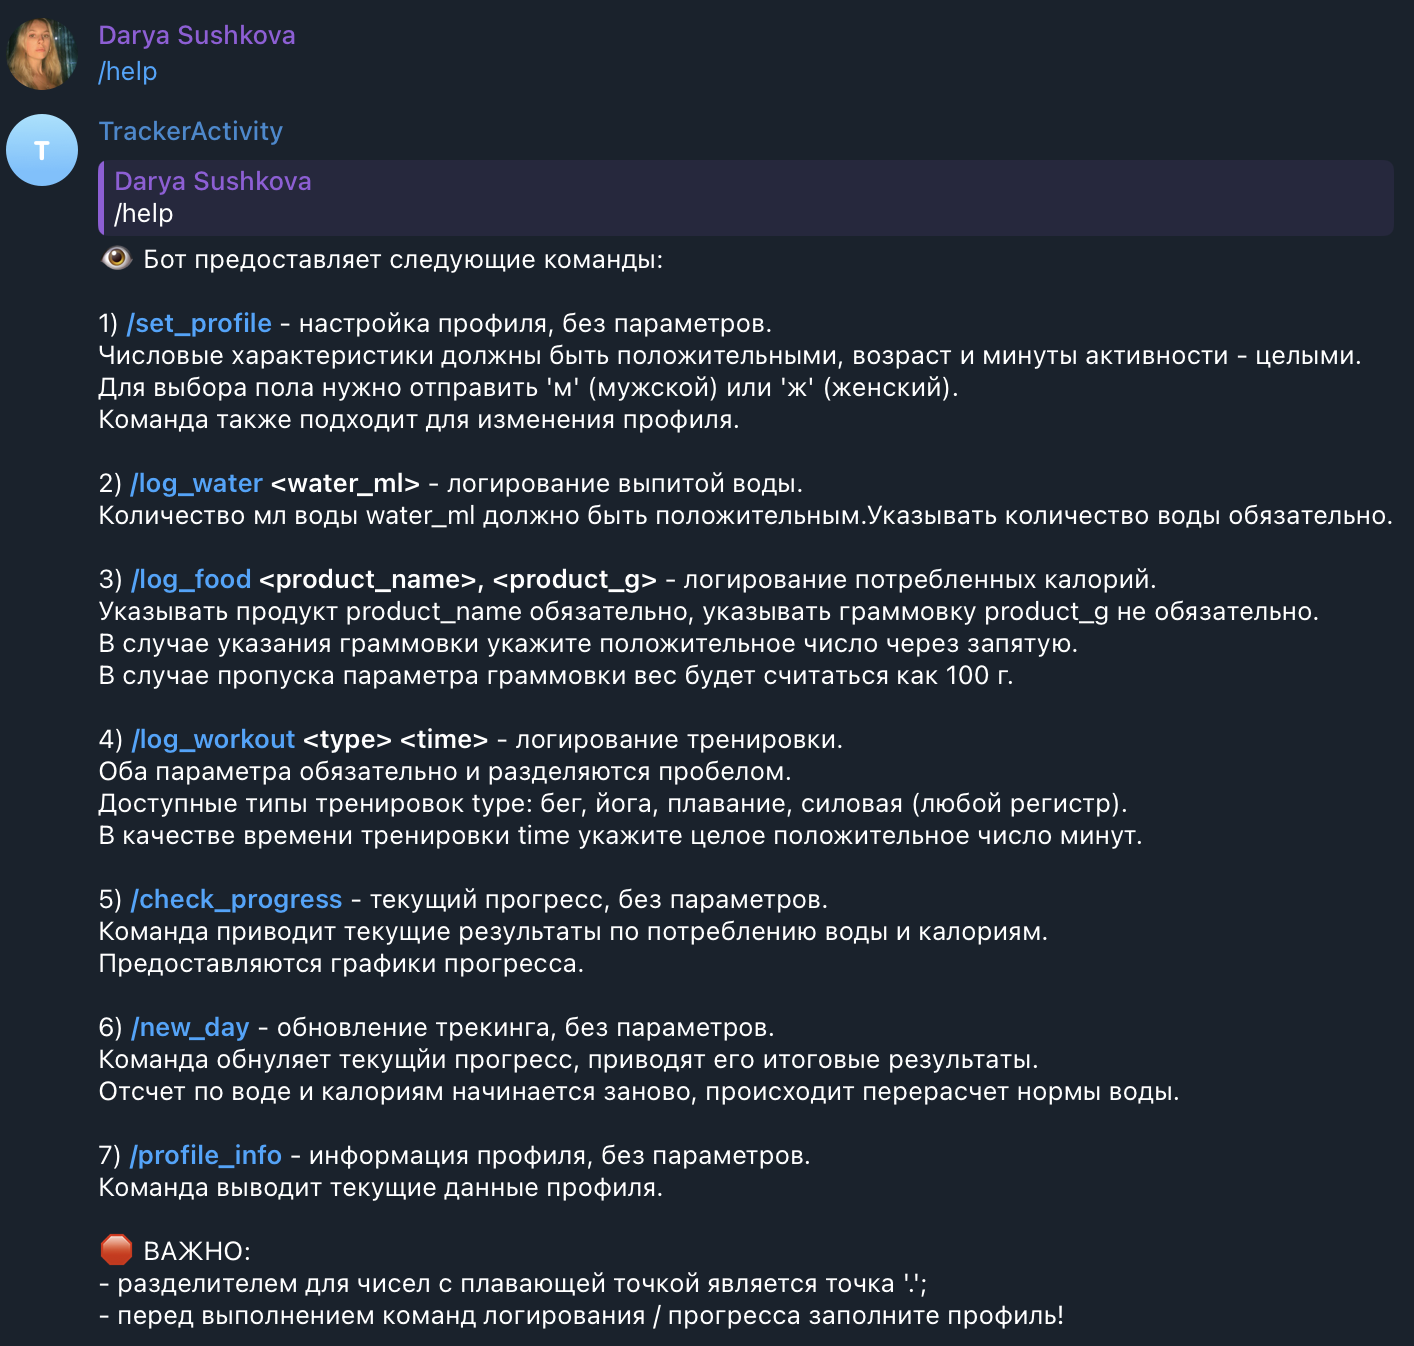 Darya Sushkova
/help
T
TrackerActivity
Darya Sushkova
/help
👁 Бот предоставляет следующие команды:
1) /set_profile - настройка профиля, без параметров.
Числовые характеристики должны быть положительными, возраст и минуты активности - целыми.
Для выбора пола нужно отправить 'м' (мужской) или 'ж' (женский).
Команда также подходит для изменения профиля.
2) /log_water <water_ml> - логирование выпитой воды.
Количество мл воды water_ml должно быть положительным.Указывать количество воды обязательно.
3) /log_food <product_name>, <product_g> - логирование потребленных калорий.
Указывать продукт product_name обязательно, указывать граммовку product_g не обязательно.
В случае указания граммовки укажите положительное число через запятую.
В случае пропуска параметра граммовки вес будет считаться как 100 г.
4) /log_workout <type> <time> - логирование тренировки.
Оба параметра обязательно и разделяются пробелом.
Доступные типы тренировок type: бег, йога, плавание, силовая (любой регистр).
В качестве времени тренировки time укажите целое положительное число минут.
5) /check_progress - текущий прогресс, без параметров.
Команда приводит текущие результаты по потреблению воды и калориям.
Предоставляются графики прогресса.
6) /new_day - обновление трекинга, без параметров.
Команда обнуляет текущйи прогресс, приводят его итоговые результаты.
Отсчет по воде и калориям начинается заново, происходит перерасчет нормы воды.
7) /profile_info - информация профиля, без параметров.
Команда выводит текущие данные профиля.
🛑 ВАЖНО:
- разделителем для чисел с плавающей точкой является точка '.';
- перед выполнением команд логирования / прогресса заполните профиль!